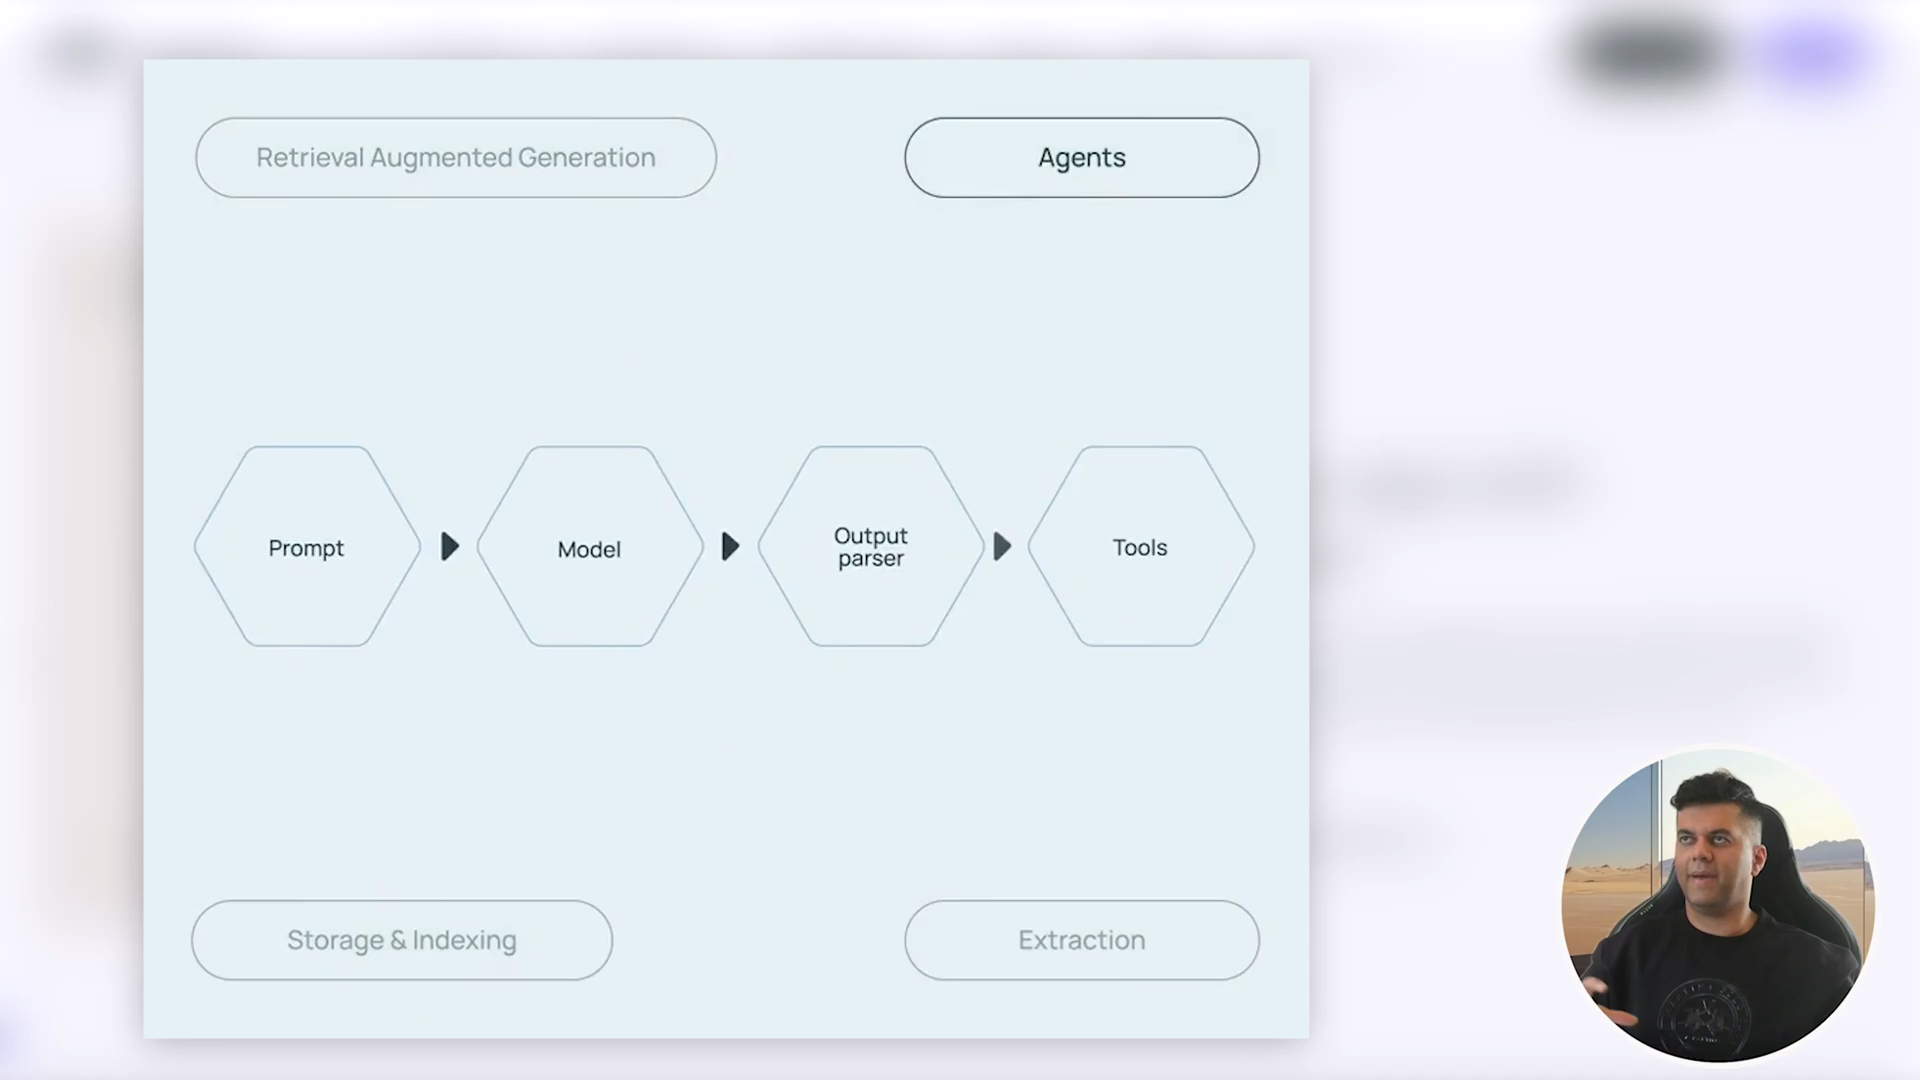 Retrieval Augmented Generation
Agents
Prompt
Model
Output
parser
Tools
Storage & Indexing
Extraction